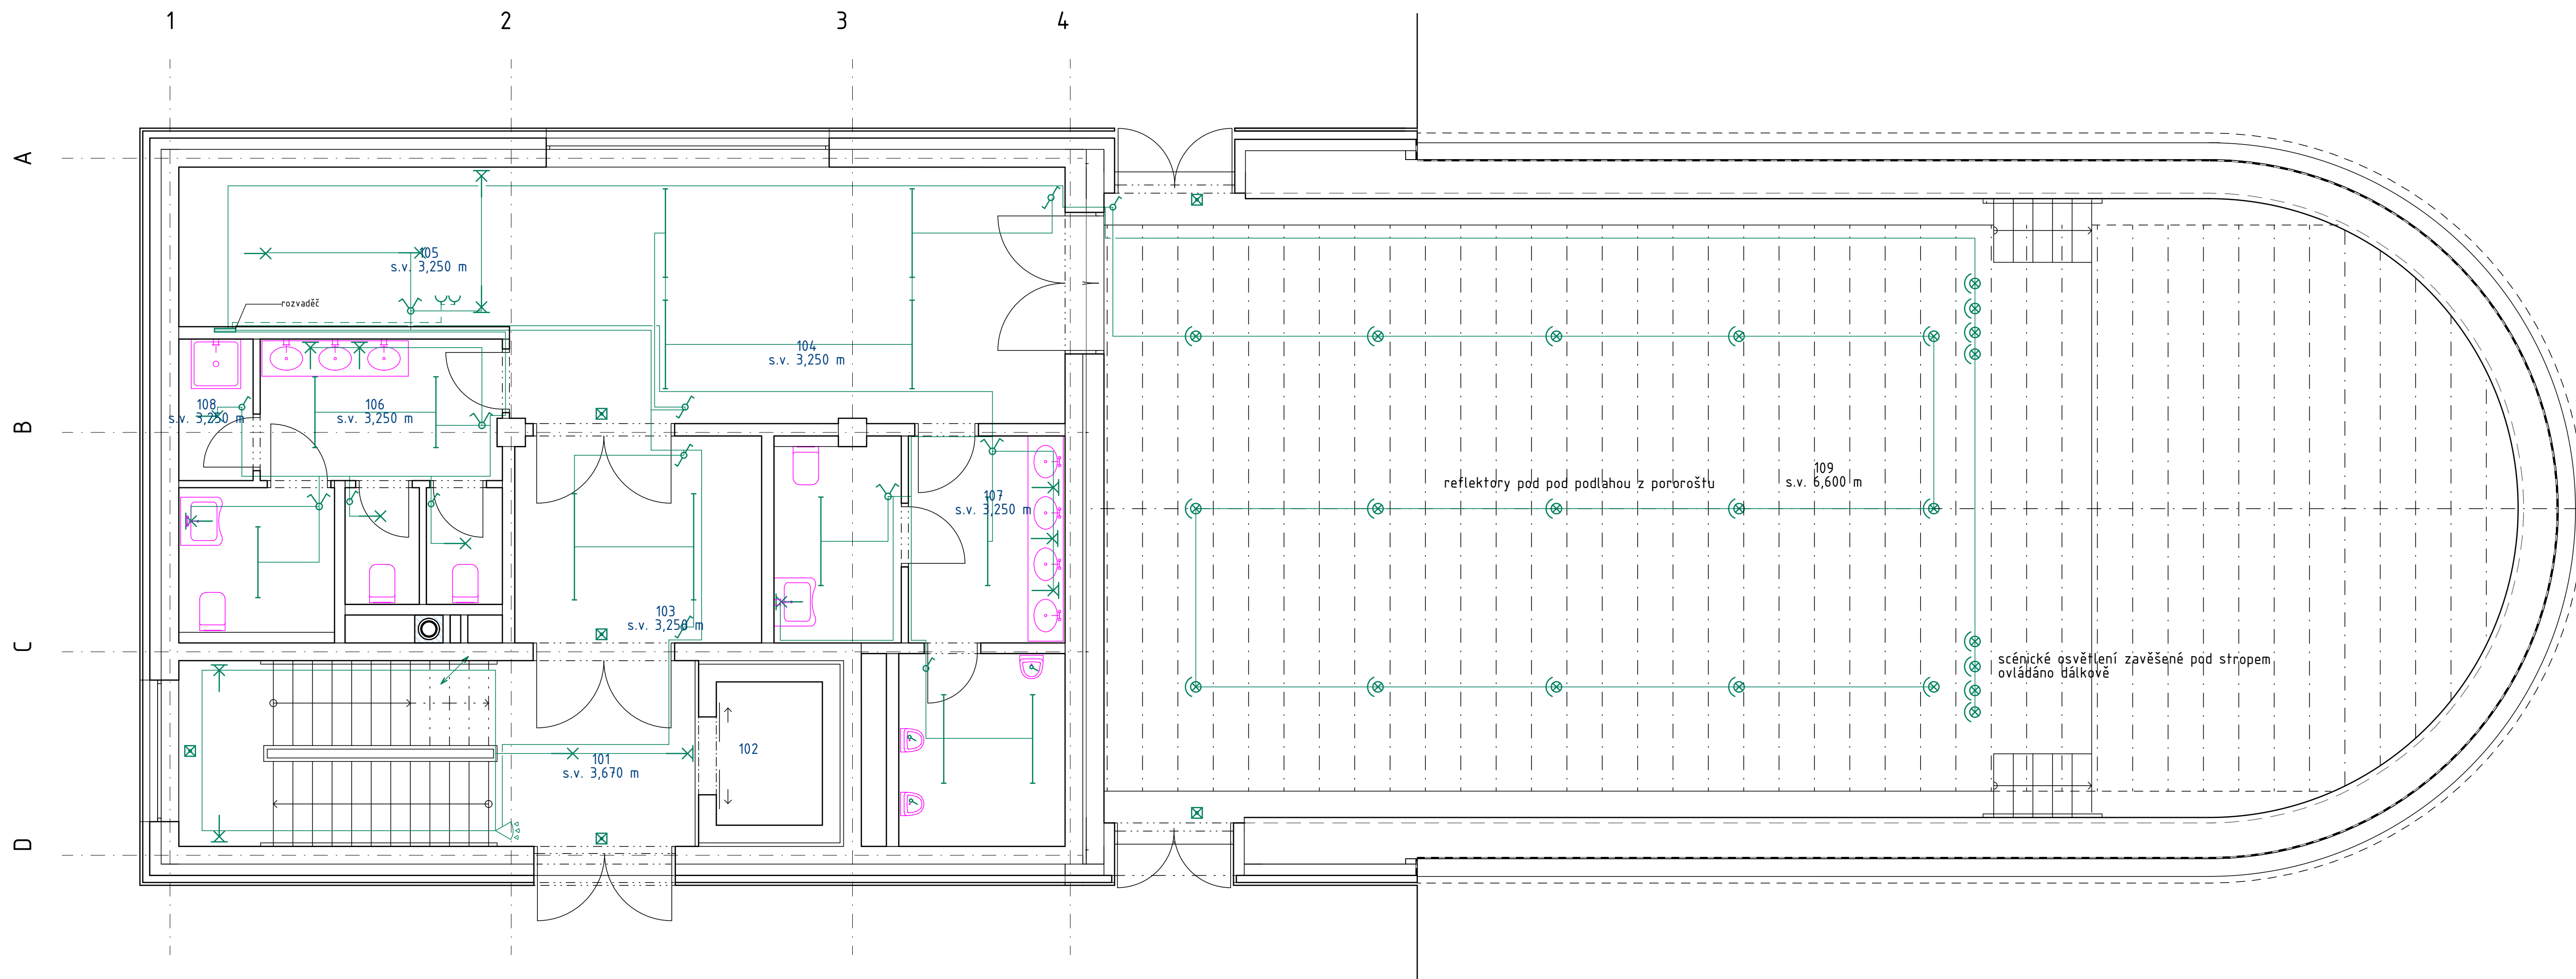 1 2 3 4
A
105
s.v. 3,250 m
rozvaděč
104
s.v. 3,250 m
108
s.v. 3,250 m
106
s.v. 3,250 m
B
109
s.v. 6,600 m
reflektory pod pod podlahou z pororoštu
107
s.v. 3,250 m
103
s.v. 3,250 m
C
scénické osvětlení zavěšené pod stropem
ovládáno dálkově
102
101
s.v. 3,670 m
D